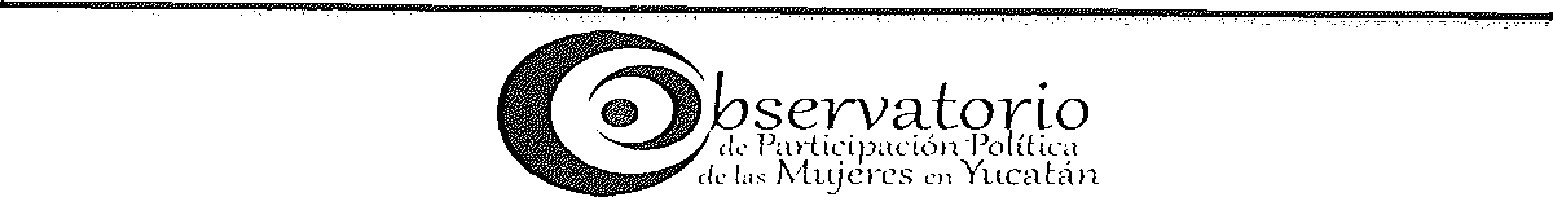 Observatorio
de Participación Política
de las Mujeres en Yucatán